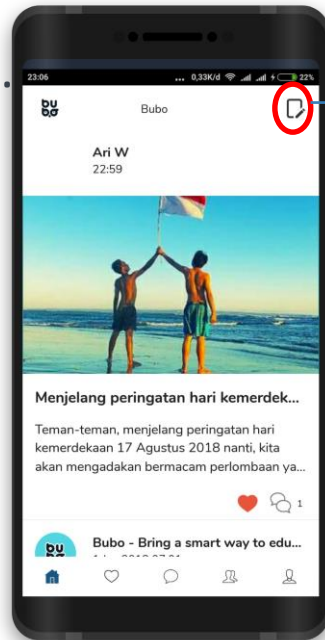 23:06 ... 0,33K/d 22%
bu
bo
Bubo
Ari W
22:59
Menjelang peringatan hari kemerdek...
Teman-teman, menjelang peringatan hari
kemerdekaan 17 Agustus 2018 nanti, kita
akan mengadakan bermacam perlombaan ya...
1
bu
Bubo - Bring a smart way to edu...